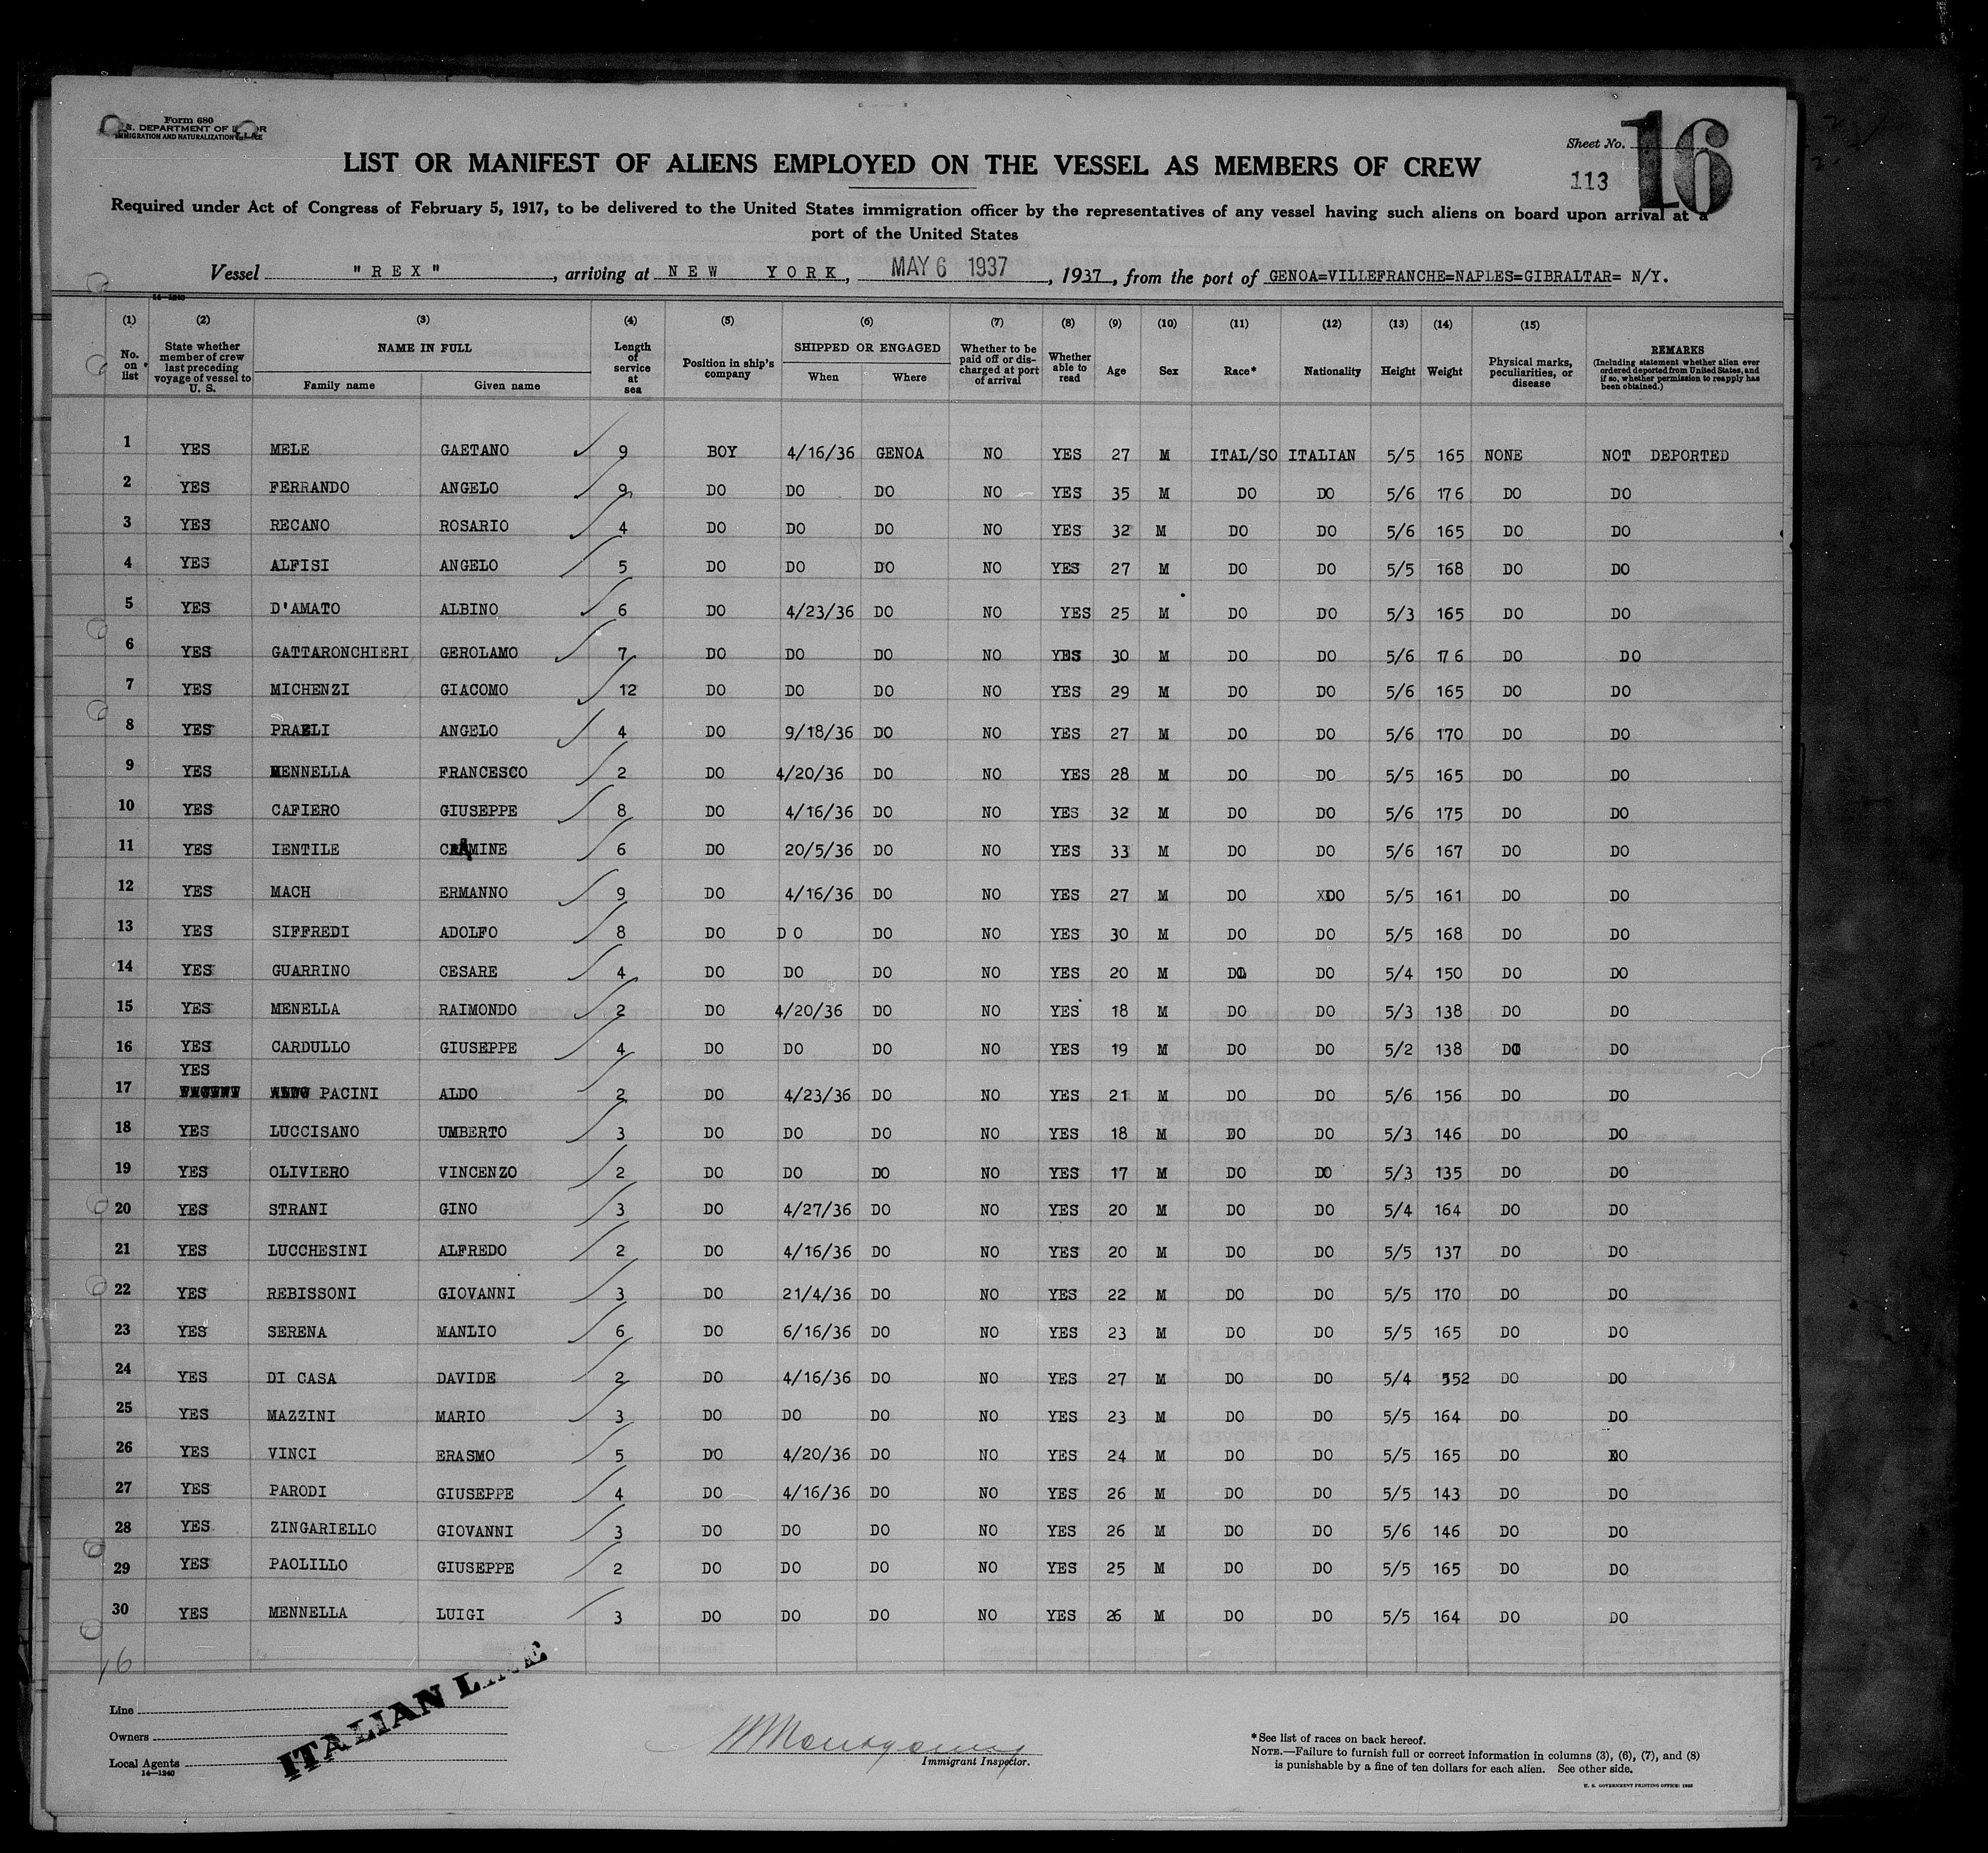 Form 680
U.S. DEPARTMENT OF LABOR
IMMIGRATION AND NATURALIZATION SERVICE
Sheet No. 16
113
LIST OR MANIFEST OF ALIENS EMPLOYED ON THE VESSEL AS MEMBERS OF CREW
Required under Act of Congress of February 5, 1917, to be delivered to the United States immigration officer by the representatives of any vessel having such aliens on board upon arrival at a
port of the United States
Vessel "REX", arriving at NEW YORK, MAY 6 1937, 1937, from the port of GENOA=VILLEFRANCHE=NAPLES=GIBRALTAR= N/Y.
14—1240
(1) (2) (3) (4) (5) (6) (7) (8) (9) (10) (11) (12) (13) (14) (15)
No. on list
State whether member of crew last preceding voyage of vessel to U. S.
NAME IN FULL
Family name Given name
Length of service at sea
Position in ship's company
SHIPPED OR ENGAGED
When Where
Whether to be paid off or discharged at port of arrival
Whether able to read
Age
Sex
Race*
Nationality
Height
Weight
Physical marks, peculiarities, or disease
REMARKS
(Including statement whether alien ever ordered deported from United States, and if so, whether permission to reapply has been obtained.)
1 YES MELE GAETANO 9 BOY 4/16/36 GENOA NO YES 27 M ITAL/SO ITALIAN 5/5 165 NONE NOT DEPORTED
2 YES FERRANDO ANGELO 9 DO DO DO NO YES 35 M DO DO 5/6 176 DO DO
3 YES RECANO ROSARIO 4 DO DO DO NO YES 32 M DO DO 5/6 165 DO DO
4 YES ALFISI ANGELO 5 DO DO DO NO YES 27 M DO DO 5/5 168 DO DO
5 YES D'AMATO ALBINO 6 DO 4/23/36 DO NO YES 25 M DO DO 5/3 165 DO DO
6 YES GATTARONCHIERI GEROLAMO 7 DO DO DO NO YES 30 M DO DO 5/6 176 DO DO
7 YES MICHENZI GIACOMO 12 DO DO DO NO YES 29 M DO DO 5/6 165 DO DO
8 YES PRAELI ANGELO 4 DO 9/18/36 DO NO YES 27 M DO DO 5/6 170 DO DO
9 YES MENNELLA FRANCESCO 2 DO 4/20/36 DO NO YES 28 M DO DO 5/5 165 DO DO
10 YES CAFIERO GIUSEPPE 8 DO 4/16/36 DO NO YES 32 M DO DO 5/6 175 DO DO
11 YES IENTILE CARMINE 6 DO 20/5/36 DO NO YES 33 M DO DO 5/6 167 DO DO
12 YES MACH ERMANNO 9 DO 4/16/36 DO NO YES 27 M DO XDO 5/5 161 DO DO
13 YES SIFFREDI ADOLFO 8 DO D O DO NO YES 30 M DO DO 5/5 168 DO DO
14 YES GUARRINO CESARE 4 DO DO DO NO YES 20 M DO DO 5/4 150 DO DO
15 YES MENELLA RAIMONDO 2 DO 4/20/36 DO NO YES 18 M DO DO 5/3 138 DO DO
16 YES CARDULLO GIUSEPPE 4 DO DO DO NO YES 19 M DO DO 5/2 138 DO DO
17 YES PACINI ALDO 2 DO 4/23/36 DO NO YES 21 M DO DO 5/6 156 DO DO
18 YES LUCCISANO UMBERTO 3 DO DO DO NO YES 18 M DO DO 5/3 146 DO DO
19 YES OLIVIERO VINCENZO 2 DO DO DO NO YES 17 M DO DO 5/3 135 DO DO
20 YES STRANI GINO 3 DO 4/27/36 DO NO YES 20 M DO DO 5/4 164 DO DO
21 YES LUCCHESINI ALFREDO 2 DO 4/16/36 DO NO YES 20 M DO DO 5/5 137 DO DO
22 YES REBISSONI GIOVANNI 3 DO 21/4/36 DO NO YES 22 M DO DO 5/5 170 DO DO
23 YES SERENA MANLIO 6 DO 6/16/36 DO NO YES 23 M DO DO 5/5 165 DO DO
24 YES DI CASA DAVIDE 2 DO 4/16/36 DO NO YES 27 M DO DO 5/4 DO DO
25 YES MAZZINI MARIO 3 DO DO DO NO YES 23 M DO DO 5/5 164 DO DO
26 YES VINCI ERASMO 5 DO 4/20/36 DO NO YES 24 M DO DO 5/5 165 DO DO
27 YES PARODI GIUSEPPE 4 DO 4/16/36 DO NO YES 26 M DO DO 5/5 143 DO DO
28 YES ZINGARIELLO GIOVANNI 3 DO DO DO NO YES 26 M DO DO 5/6 146 DO DO
29 YES PAOLILLO GIUSEPPE 2 DO DO DO NO YES 25 M DO DO 5/5 165 DO DO
30 YES MENNELLA LUIGI 3 DO DO DO NO YES 26 M DO DO 5/5 164 DO DO
16
Line
Owners
Local Agents
14—1240
ITALIAN LINE
Immigrant Inspector.
*See list of races on back hereof.
NOTE.—Failure to furnish full or correct information in columns (3), (6), (7), and (8)
is punishable by a fine of ten dollars for each alien. See other side.
U. S. GOVERNMENT PRINTING OFFICE: